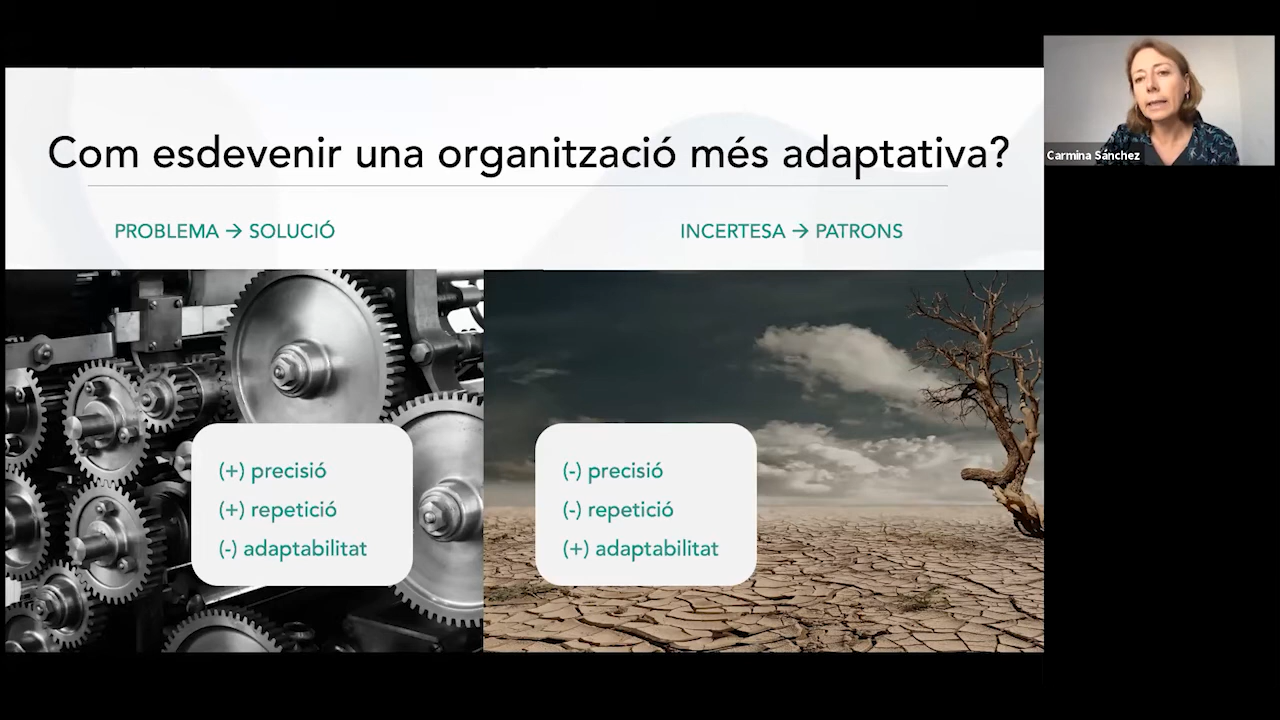 Com esdevenir una organització més adaptativa?
PROBLEMA → SOLUCIÓ
INCERTESA → PATRONS
(+) precisió
(+) repetició
(-) adaptabilitat
(-) precisió
(-) repetició
(+) adaptabilitat
Carmina Sánchez